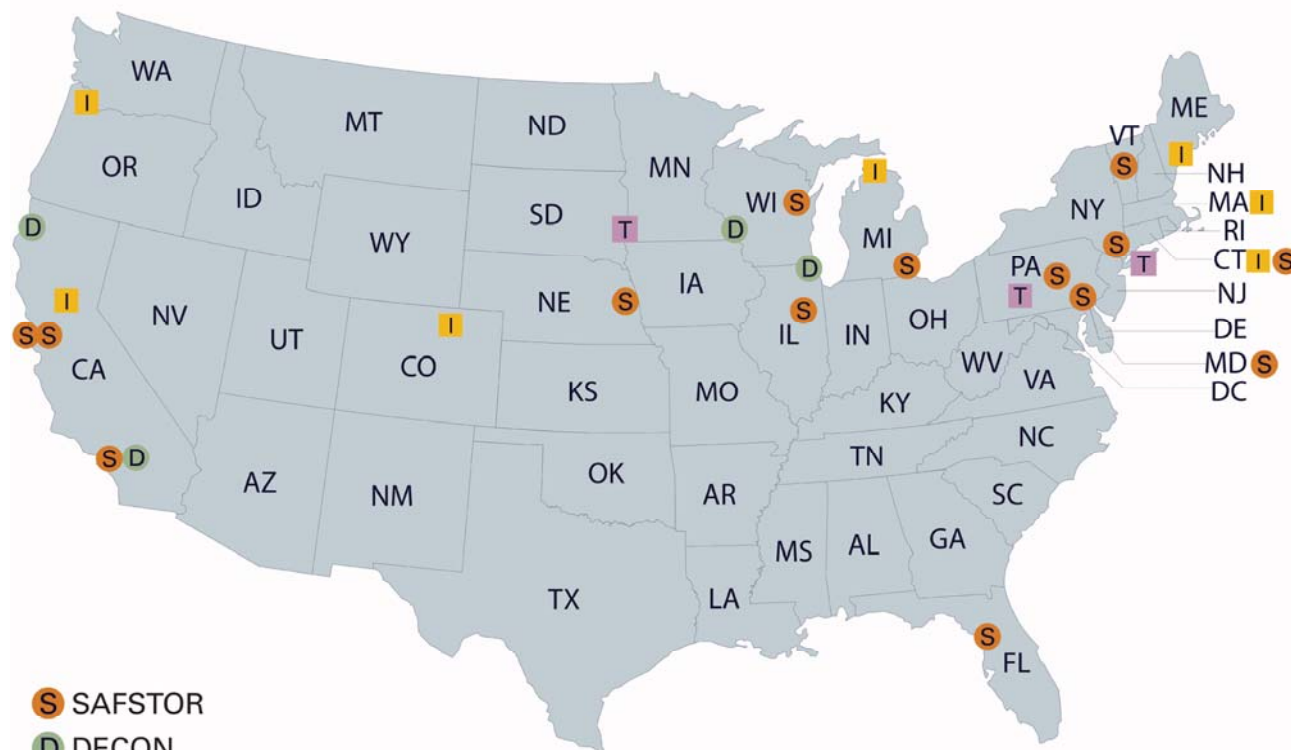 WA
ME
VT
I
MT
ND
OR
MN
I
S
I
NH
ID
WI S
MA I
SD
NY
D
T
D
RI
WY
MI
S
CT I S
D
S
PA S
T
T
S
NJ
IA
I
NE S
S
NV
I
OH
DE
S S
UT
IL
IN
CO
WV
MD S
CA
VA
DC
KS
MO
KY
NC
S D
TN
OK
AZ
NM
AR
SC
GA
MS
AL
TX
LA
S
FL
S SAFSTOR
D DECON